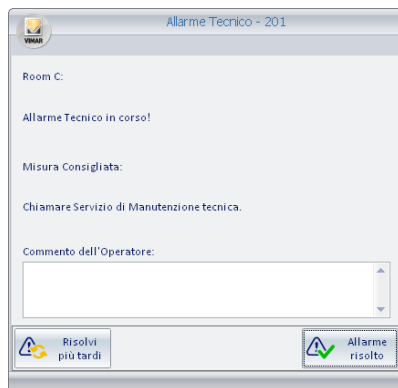 Allarme Tecnico - 201
VIMAR
Room C:
Allarme Tecnico in corso!
Misura Consigliata:
Chiamare Servizio di Manutenzione tecnica.
Commento dell'Operatore:
Risolvi
più tardi
Allarme
risolto